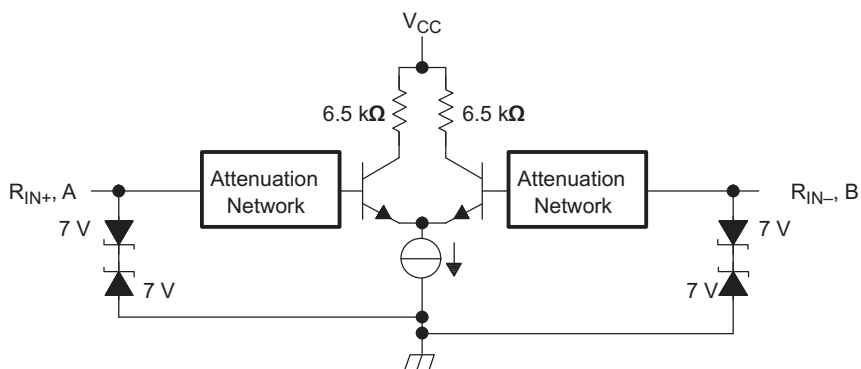 V_CC
6.5 kΩ 6.5 kΩ
R_IN+, A
Attenuation
Network
Attenuation
Network
R_IN–, B
7 V
7 V
7 V
7 V